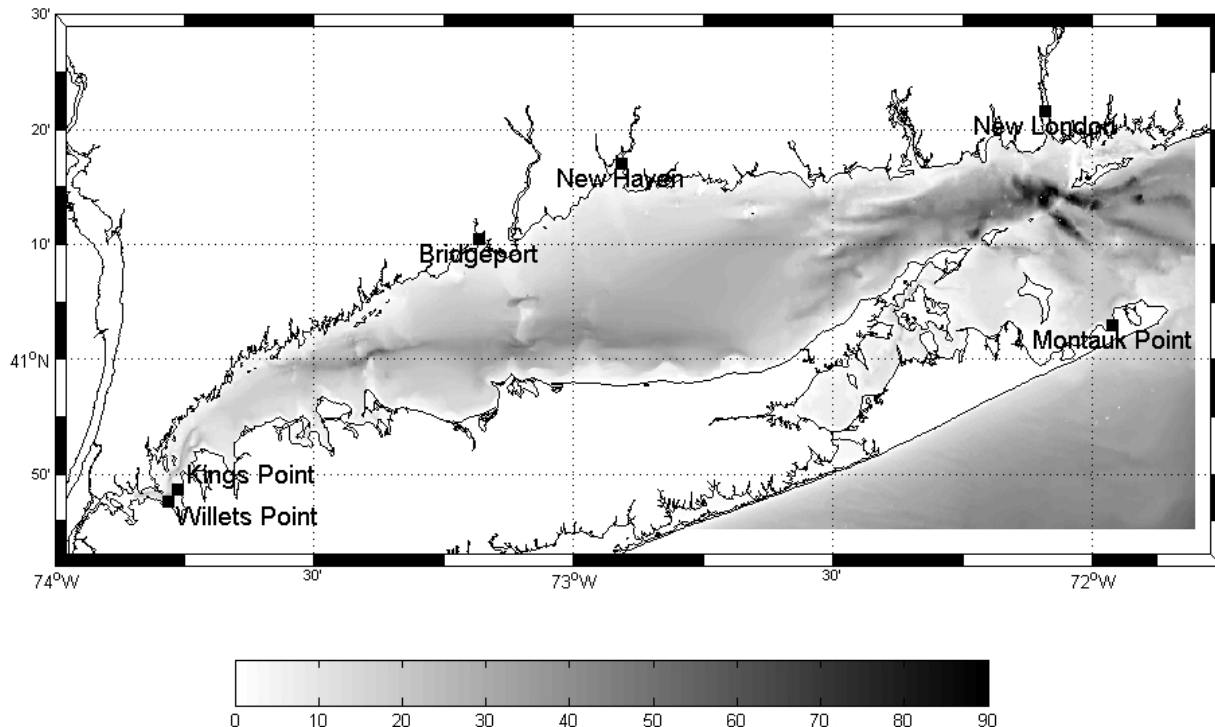 30'
20'
New London
New Haven
10'
Bridgeport
Montauk Point
41°N
50'
Kings Point
Willets Point
74°W 30' 73°W 30' 72°W
0 10 20 30 40 50 60 70 80 90